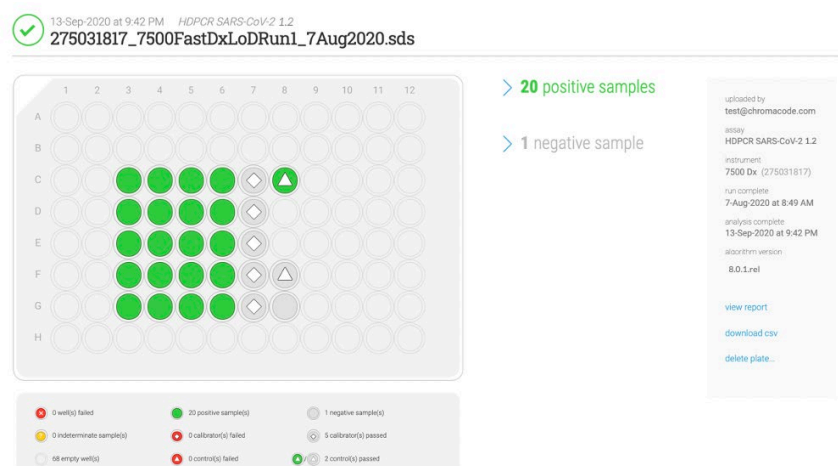 13-Sep-2020 at 9:42 PM HDPCR SARS-CoV-2 1.2
275031817_7500FastDxLoDRun1_7Aug2020.sds
1 2 3 4 5 6 7 8 9 10 11 12
A
B
C
D
E
F
G
H
> 20 positive samples
> 1 negative sample
uploaded by
test@chromacode.com
assay
HDPCR SARS-CoV-2 1.2
instrument
7500 Dx (275031817)
run complete
7-Aug-2020 at 8:49 AM
analysis complete
13-Sep-2020 at 9:42 PM
algorithm version
8.0.1.rel
view report
download csv
delete plate...
0 well(s) failed 20 positive sample(s) 1 negative sample(s)
0 indeterminate sample(s) 0 calibrator(s) failed 5 calibrator(s) passed
68 empty well(s) 0 control(s) failed / 2 control(s) passed